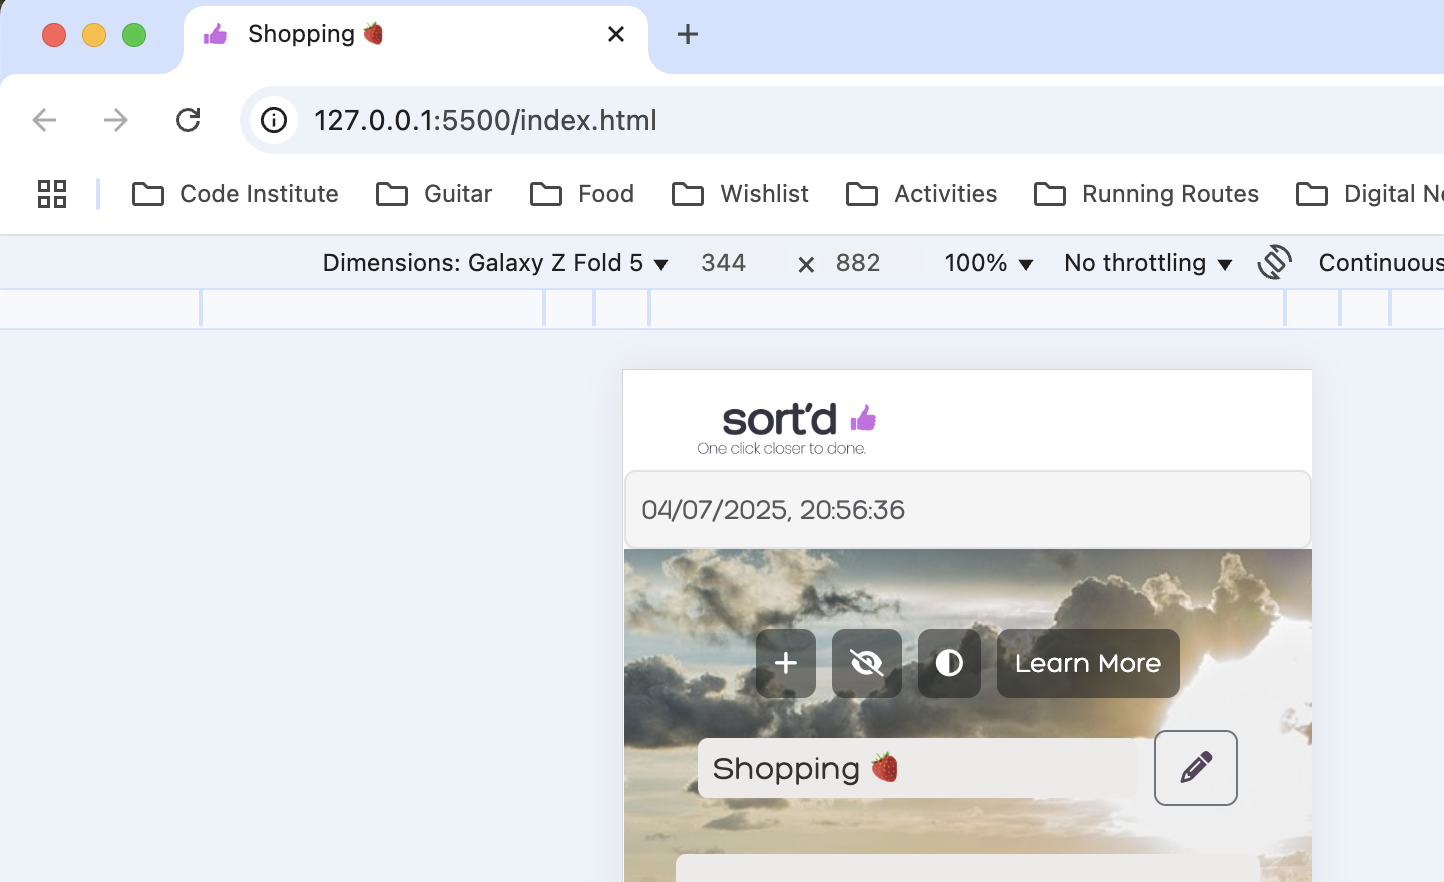 Shopping 🍓
127.0.0.1:5500/index.html
Code Institute Guitar Food Wishlist Activities Running Routes Digital
Dimensions: Galaxy Z Fold 5 ▼ 344 × 882 100% ▼ No throttling ▼ Continuous
sort'd
One click closer to done.
04/07/2025, 20:56:36
+ Learn More
Shopping 🍓